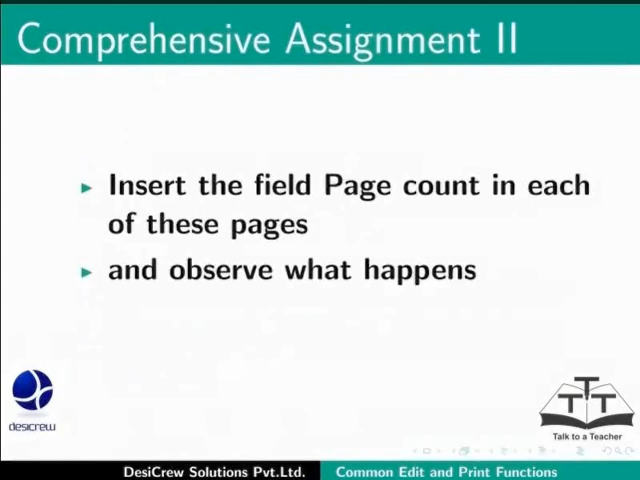 Comprehensive Assignment II
Insert the field Page count in each
of these pages
and observe what happens
desicrew
TTT
Talk to a Teacher
DesiCrew Solutions Pvt.Ltd.
Common Edit and Print Functions